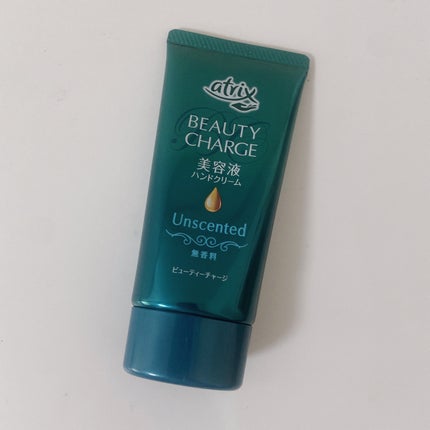 atrix
BEAUTY
CHARGE
美容液
ハンドクリーム
Unscented
無香料
ビューティーチャージ